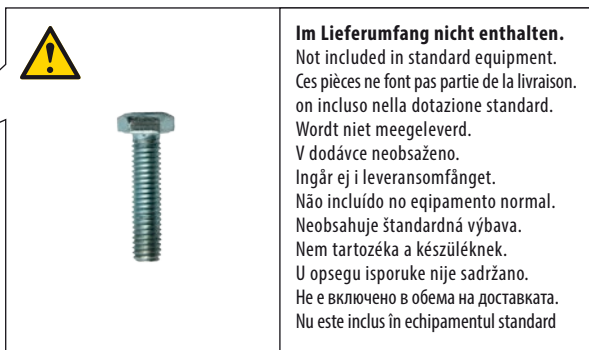 Im Lieferumfang nicht enthalten.
Not included in standard equipment.
Ces pièces ne font pas partie de la livraison.
on incluso nella dotazione standard.
Wordt niet meegeleverd.
V dodávce neobsaženo.
Ingår ej i leveransomfånget.
Não incluído no eqipamento normal.
Neobsahuje štandardná výbava.
Nem tartozéka a készüléknek.
U opsegu isporuke nije sadržano.
Не е включено в обема на доставката.
Nu este inclus în echipamentul standard